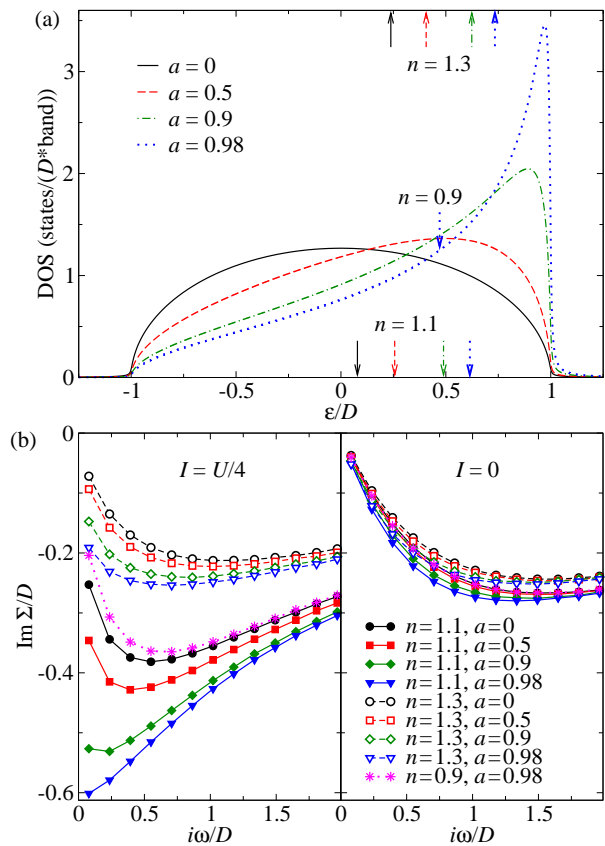 (a)
a = 0
a = 0.5
a = 0.9
a = 0.98
n = 1.3
n = 0.9
n = 1.1
DOS (states/(D*band))
0
1
2
3
-1
-0.5
0
0.5
1
ε/D
(b)
I = U/4
I = 0
Im Σ/D
0
-0.2
-0.4
-0.6
n = 1.1, a = 0
n = 1.1, a = 0.5
n = 1.1, a = 0.9
n = 1.1, a = 0.98
n = 1.3, a = 0
n = 1.3, a = 0.5
n = 1.3, a = 0.9
n = 1.3, a = 0.98
n = 0.9, a = 0.98
0 0.5 1 1.5 2
0.5 1 1.5 2
iω/D
iω/D